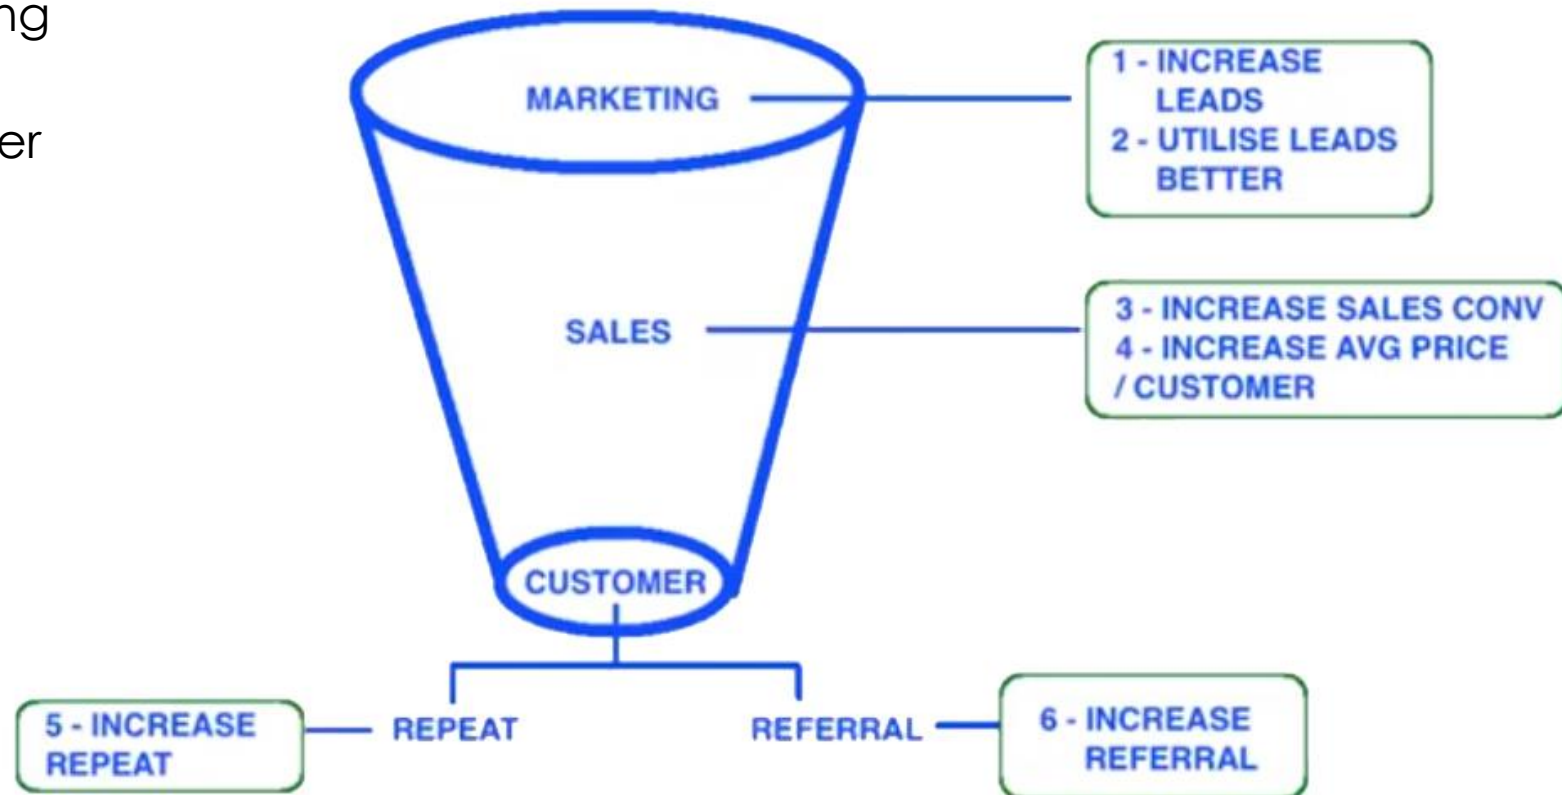 ng
er
MARKETING
1 - INCREASE
LEADS
2 - UTILISE LEADS
BETTER
SALES
3 - INCREASE SALES CONV
4 - INCREASE AVG PRICE
/ CUSTOMER
CUSTOMER
REPEAT
REFERRAL
5 - INCREASE
REPEAT
6 - INCREASE
REFERRAL